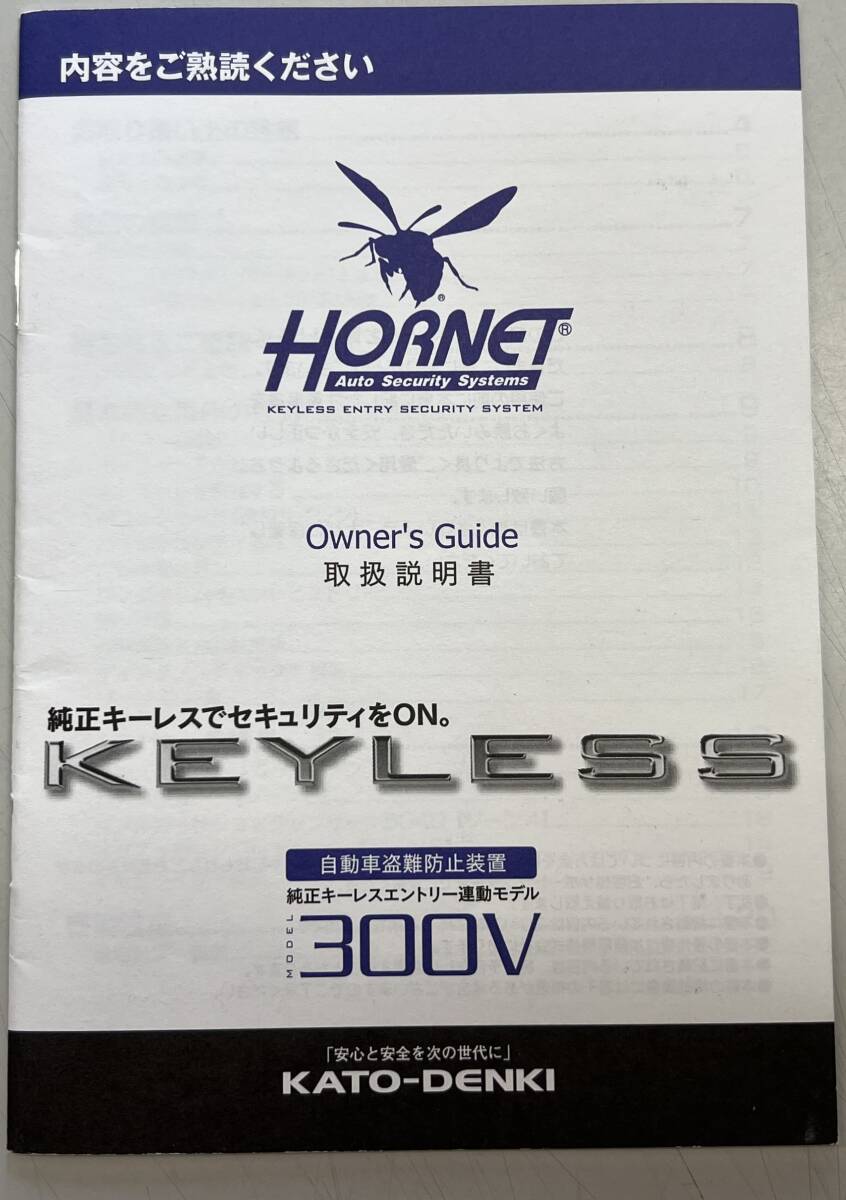 内容をご熟読ください
®
HORNET®
Auto Security Systems
KEYLESS ENTRY SECURITY SYSTEM
Owner's Guide
取扱説明書
純正キーレスでセキュリティをON。
KEYLESS
自動車盗難防止装置
純正キーレスエントリー連動モデル
MODEL 300V
「安心と安全を次の世代に」
KATO-DENKI